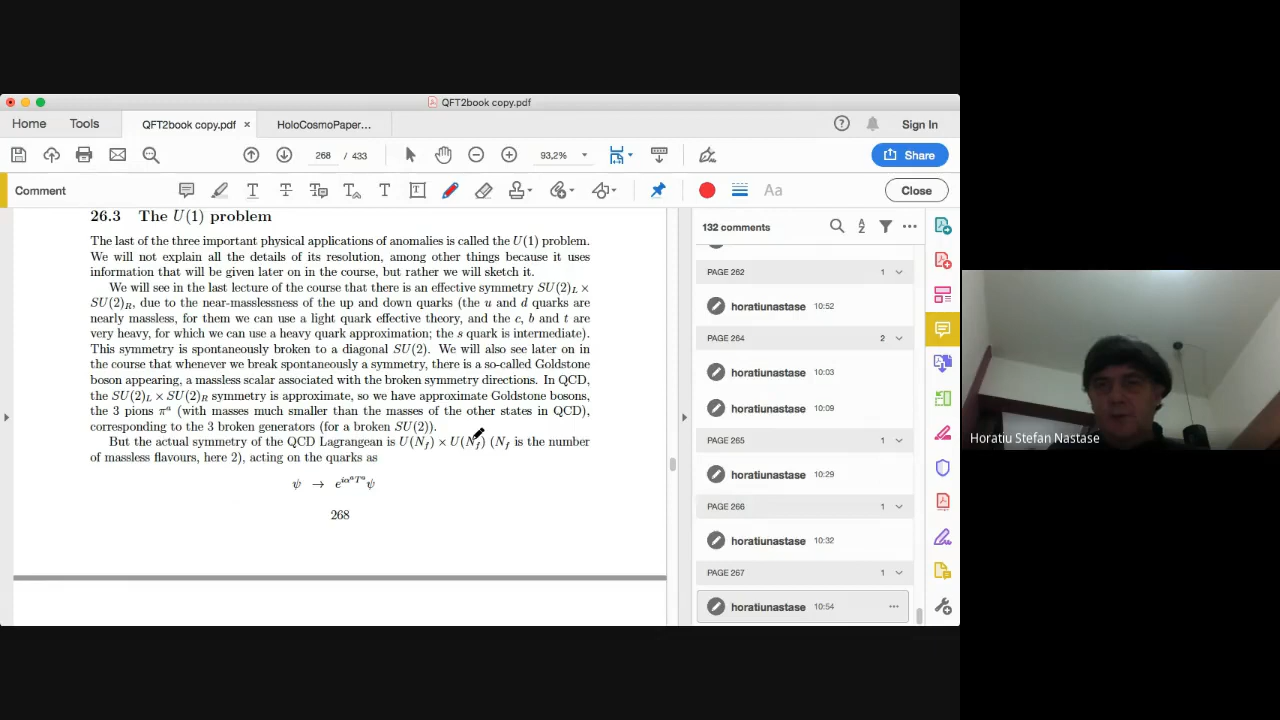 QFT2book copy.pdf
Home Tools QFT2book copy.pdf × HoloCosmoPaper... Sign In
268 / 433 93,2% Share
Comment T T T Aa Close
26.3 The U(1) problem
The last of the three important physical applications of anomalies is called the U(1) problem.
We will not explain all the details of its resolution, among other things because it uses
information that will be given later on in the course, but rather we will sketch it.
We will see in the last lecture of the course that there is an effective symmetry SU(2)_L ×
SU(2)_R, due to the near-masslessness of the up and down quarks (the u and d quarks are
nearly massless, for them we can use a light quark effective theory, and the c, b and t are
very heavy, for which we can use a heavy quark approximation; the s quark is intermediate).
This symmetry is spontaneously broken to a diagonal SU(2). We will also see later on in
the course that whenever we break spontaneously a symmetry, there is a so-called Goldstone
boson appearing, a massless scalar associated with the broken symmetry directions. In QCD,
the SU(2)_L × SU(2)_R symmetry is approximate, so we have approximate Goldstone bosons,
the 3 pions π^a (with masses much smaller than the masses of the other states in QCD),
corresponding to the 3 broken generators (for a broken SU(2)).
But the actual symmetry of the QCD Lagrangean is U(N_f) × U(N_f) (N_f is the number
of massless flavours, here 2), acting on the quarks as
ψ → e^{iα^a T^a}ψ
268
132 comments
PAGE 262 1
horatiunastase 10:52
PAGE 264 2
horatiunastase 10:03
horatiunastase 10:09
PAGE 265 1
horatiunastase 10:29
PAGE 266 1
horatiunastase 10:32
PAGE 267 1
horatiunastase 10:54
Horatiu Stefan Nastase